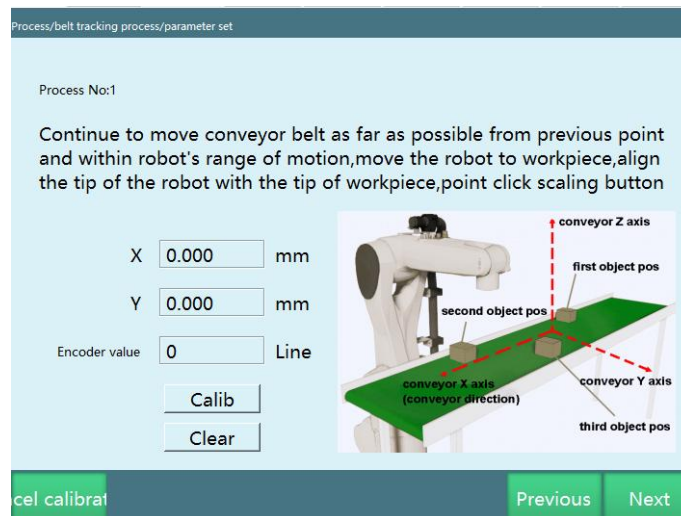 Process/belt tracking process/parameter set
Process No:1
Continue to move conveyor belt as far as possible from previous point
and within robot's range of motion,move the robot to workpiece,align
the tip of the robot with the tip of workpiece,point click scaling button
X 0.000 mm
Y 0.000 mm
Encoder value 0 Line
Calib
Clear
conveyor Z axis
first object pos
second object pos
conveyor X axis
(conveyor direction)
conveyor Y axis
third object pos
cel calibrat
Previous
Next